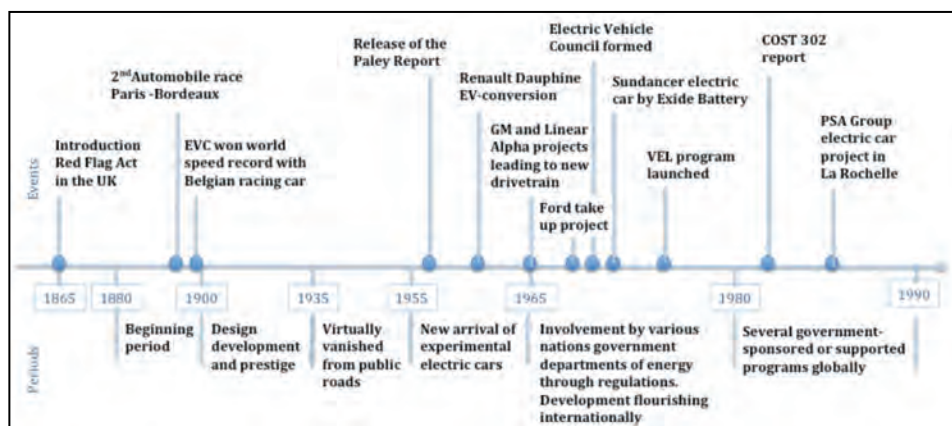 Events
Introduction
Red Flag Act
in the UK
2nd Automobile race
Paris -Bordeaux
EVC won world
speed record with
Belgian racing car
Release of the
Paley Report
Renault Dauphine
EV-conversion
GM and Linear
Alpha projects
leading to new
drivetrain
Ford take
up project
Electric Vehicle
Council formed
Sundancer electric
car by Exide Battery
VEL program
launched
COST 302
report
PSA Group
electric car
project in
La Rochelle
1865
1880
1900
1935
1955
1965
1980
1990
Periods
Beginning
period
Design
development
and prestige
Virtually
vanished
from public
roads
New arrival of
experimental
electric cars
Involvement by various
nations government
departments of energy
through regulations.
Development flourishing
internationally
Several government-
sponsored or supported
programs globally